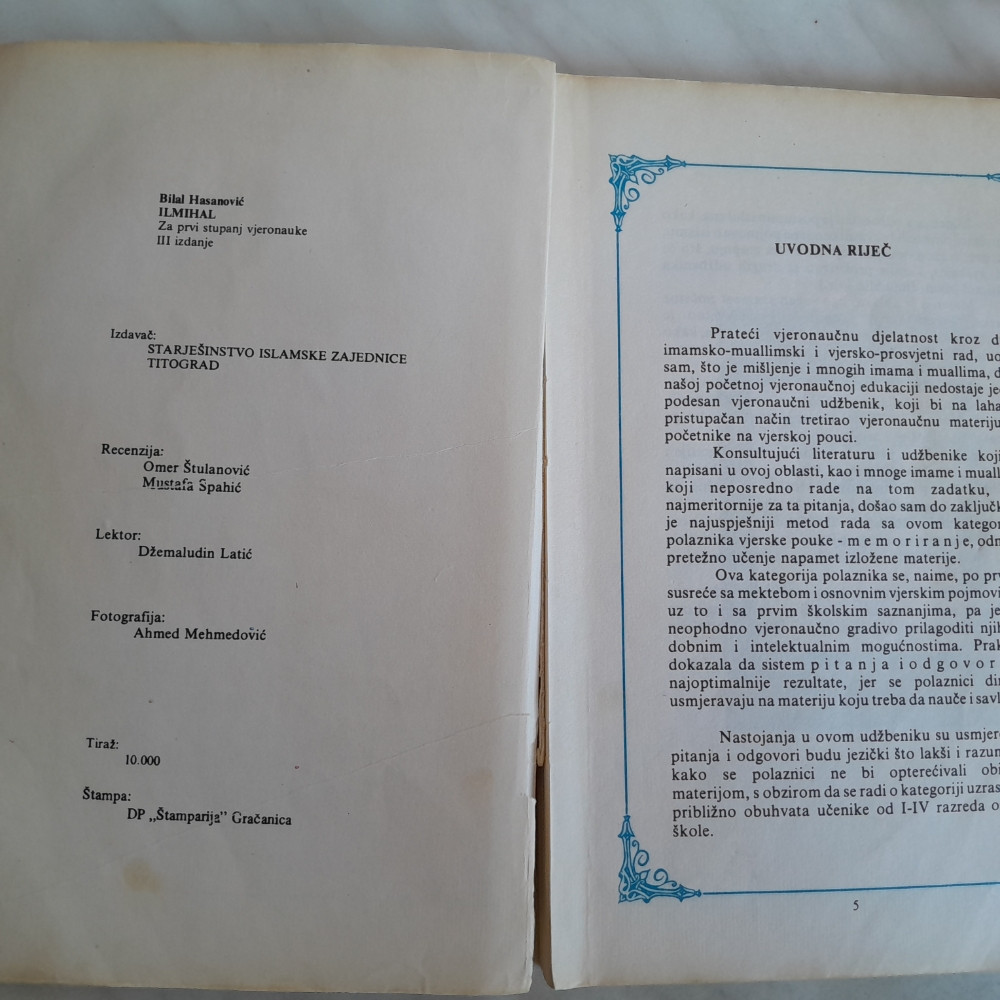 Bilal Hasanović
ILMIHAL
Za prvi stupanj vjeronauke
III izdanje
Izdavač:
STARJEŠINSTVO ISLAMSKE ZAJEDNICE
TITOGRAD
Recenzija:
Omer Štulanović
Mustafa Spahić
Lektor:
Džemaludin Latić
Fotografija:
Ahmed Mehmedović
Tiraž:
10.000
Štampa:
DP „Štamparija" Gračanica
UVODNA RIJEČ
Prateći vjeronaučnu djelatnost kroz
imamsko-muallimski i vjersko-prosvjetni rad,
sam, što je mišljenje i mnogih imama i muallima,
našoj početnoj vjeronaučnoj edukaciji nedostaje
podesan vjeronaučni udžbenik, koji bi na
pristupačan način tretirao vjeronaučnu materiju
početnike na vjerskoj pouci.
Konsultujući literaturu i udžbenike koji
napisani u ovoj oblasti, kao i mnoge imame i
koji neposredno rade na tom zadatku,
najmeritornije za ta pitanja, došao sam do
je najuspješniji metod rada sa ovom
polaznika vjerske pouke - m e m o r i r a n j e,
pretežno učenje napamet izložene materije.
Ova kategorija polaznika se, naime, po
susreće sa mektebom i osnovnim vjerskim
uz to i sa prvim školskim saznanjima, pa je
neophodno vjeronaučno gradivo prilagoditi
dobnim i intelektualnim mogućnostima.
dokazala da sistem p i t a n j a i o d g o v o r
najoptimalnije rezultate, jer se polaznici
usmjeravaju na materiju koju treba da nauče i
Nastojanja u ovom udžbeniku su
pitanja i odgovori budu jezički što lakši i
kako se polaznici ne bi opterećivali
materijom, s obzirom da se radi o kategoriji
približno obuhvata učenike od I-IV razreda
škole.
5